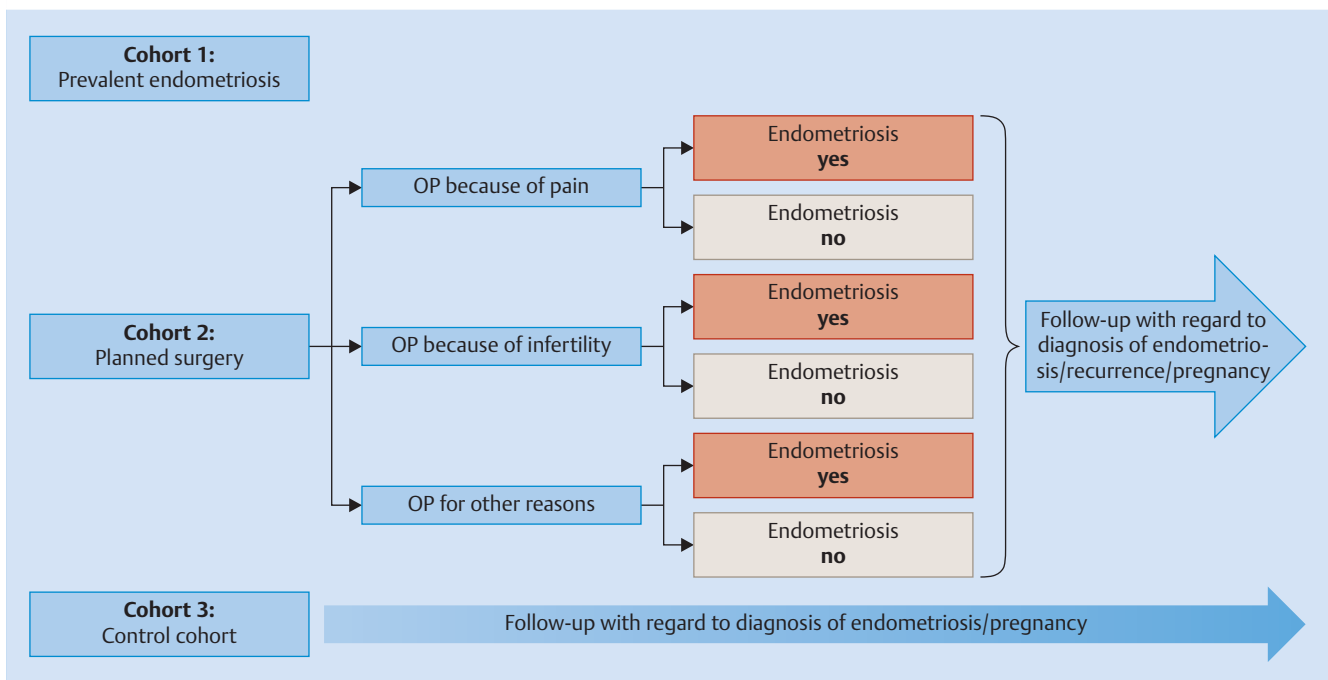 Cohort 1:
Prevalent endometriosis
Cohort 2:
Planned surgery
OP because of pain
Endometriosis
yes
Endometriosis
no
OP because of infertility
Endometriosis
yes
Endometriosis
no
OP for other reasons
Endometriosis
yes
Endometriosis
no
Follow-up with regard to
diagnosis of endometrio-
sis/recurrence/pregnancy
Cohort 3:
Control cohort
Follow-up with regard to diagnosis of endometriosis/pregnancy